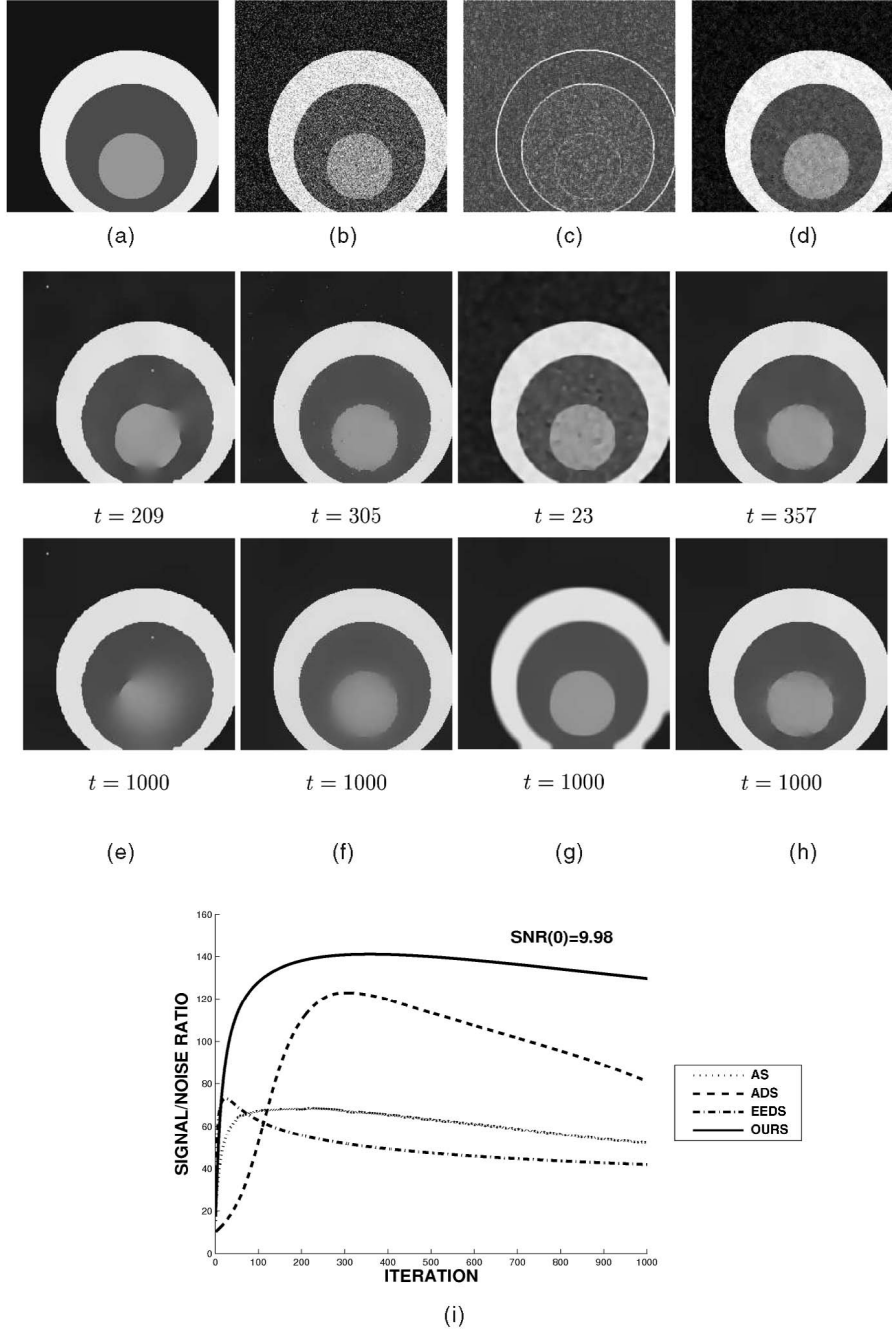 (a) (b) (c) (d)
t = 209 t = 305 t = 23 t = 357
t = 1000 t = 1000 t = 1000 t = 1000
(e) (f) (g) (h)
160
140
120
100
80
60
40
20
0
SIGNAL/NOISE RATIO
SNR(0)=9.98
AS
ADS
EEDS
OURS
0 100 200 300 400 500 600 700 800 900 1000
ITERATION
(i)